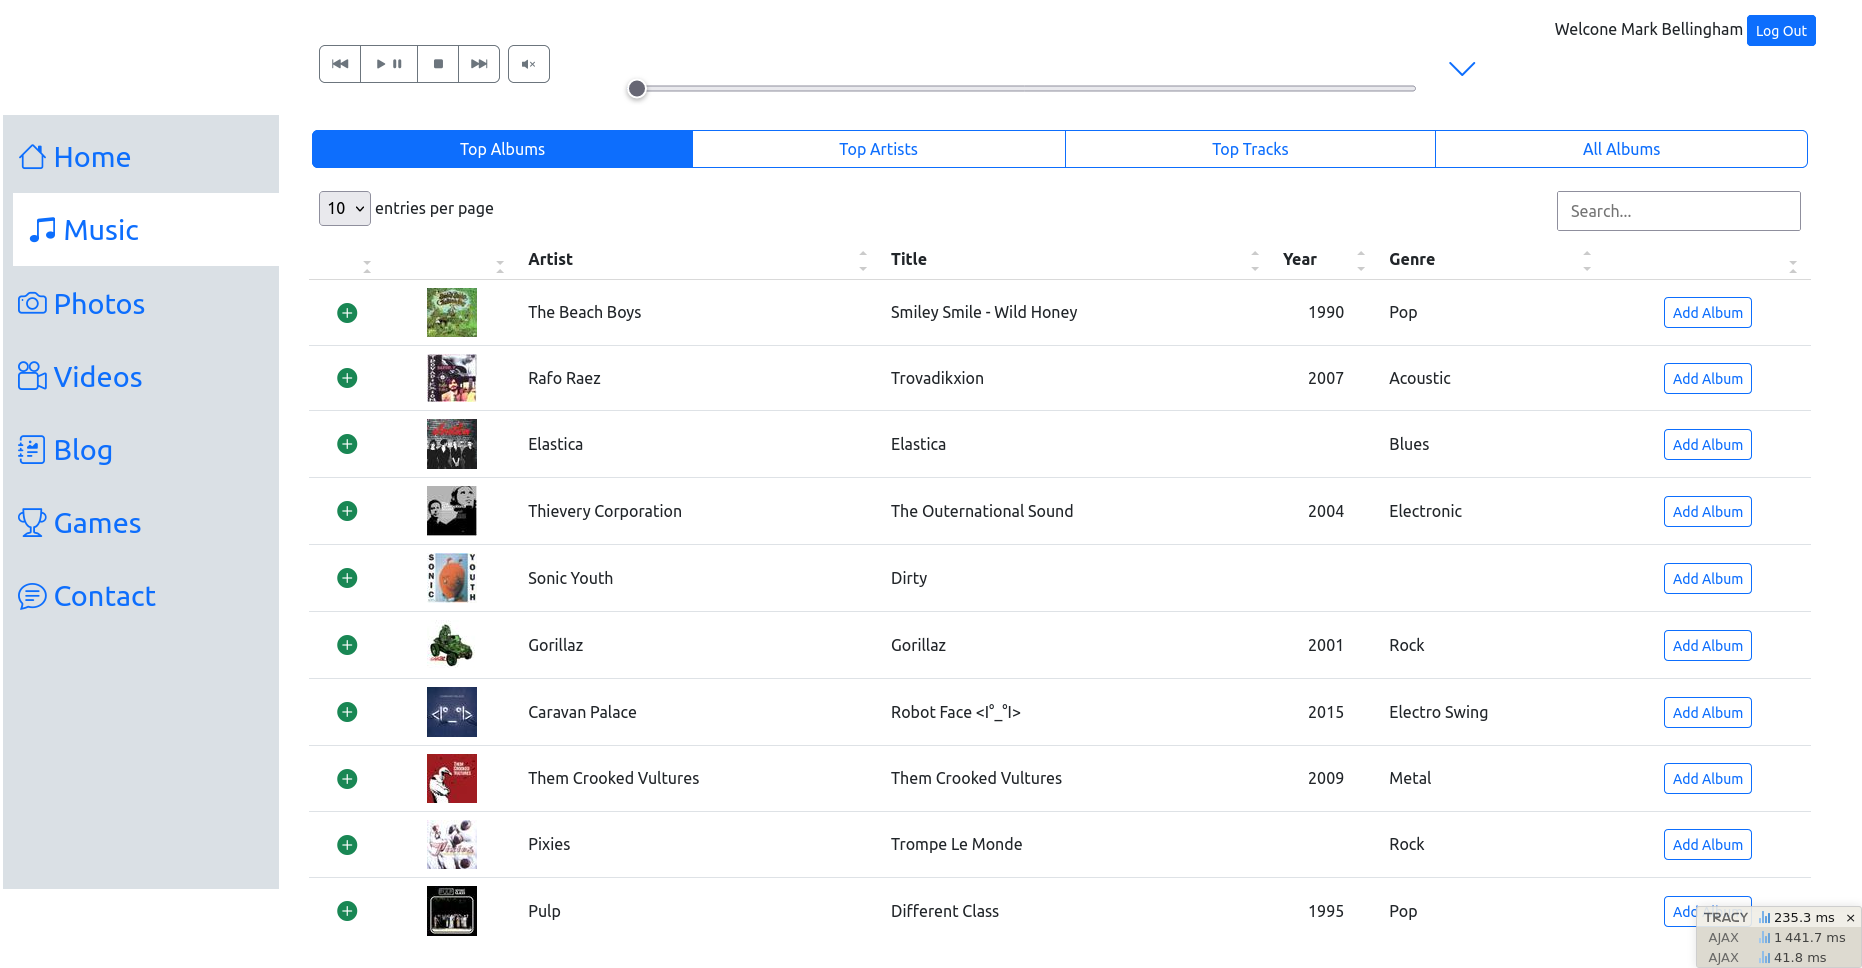 Welcone Mark Bellingham Log Out
Home
Music
Photos
Videos
Blog
Games
Contact
Top Albums Top Artists Top Tracks All Albums
10 entries per page Search...
Artist Title Year Genre
The Beach Boys Smiley Smile - Wild Honey 1990 Pop Add Album
Rafo Raez Trovadikxion 2007 Acoustic Add Album
Elastica Elastica Blues Add Album
Thievery Corporation The Outernational Sound 2004 Electronic Add Album
SONIC YOUTH Sonic Youth Dirty Add Album
Gorillaz Gorillaz 2001 Rock Add Album
<I°_°I> Caravan Palace Robot Face <I°_°I> 2015 Electro Swing Add Album
THEM CROOKED VULTURES Them Crooked Vultures Them Crooked Vultures 2009 Metal Add Album
Pixies Trompe Le Monde Rock Add Album
Pulp Different Class 1995 Pop Add
TRACY 235.3 ms ×
AJAX 1 441.7 ms
AJAX 41.8 ms